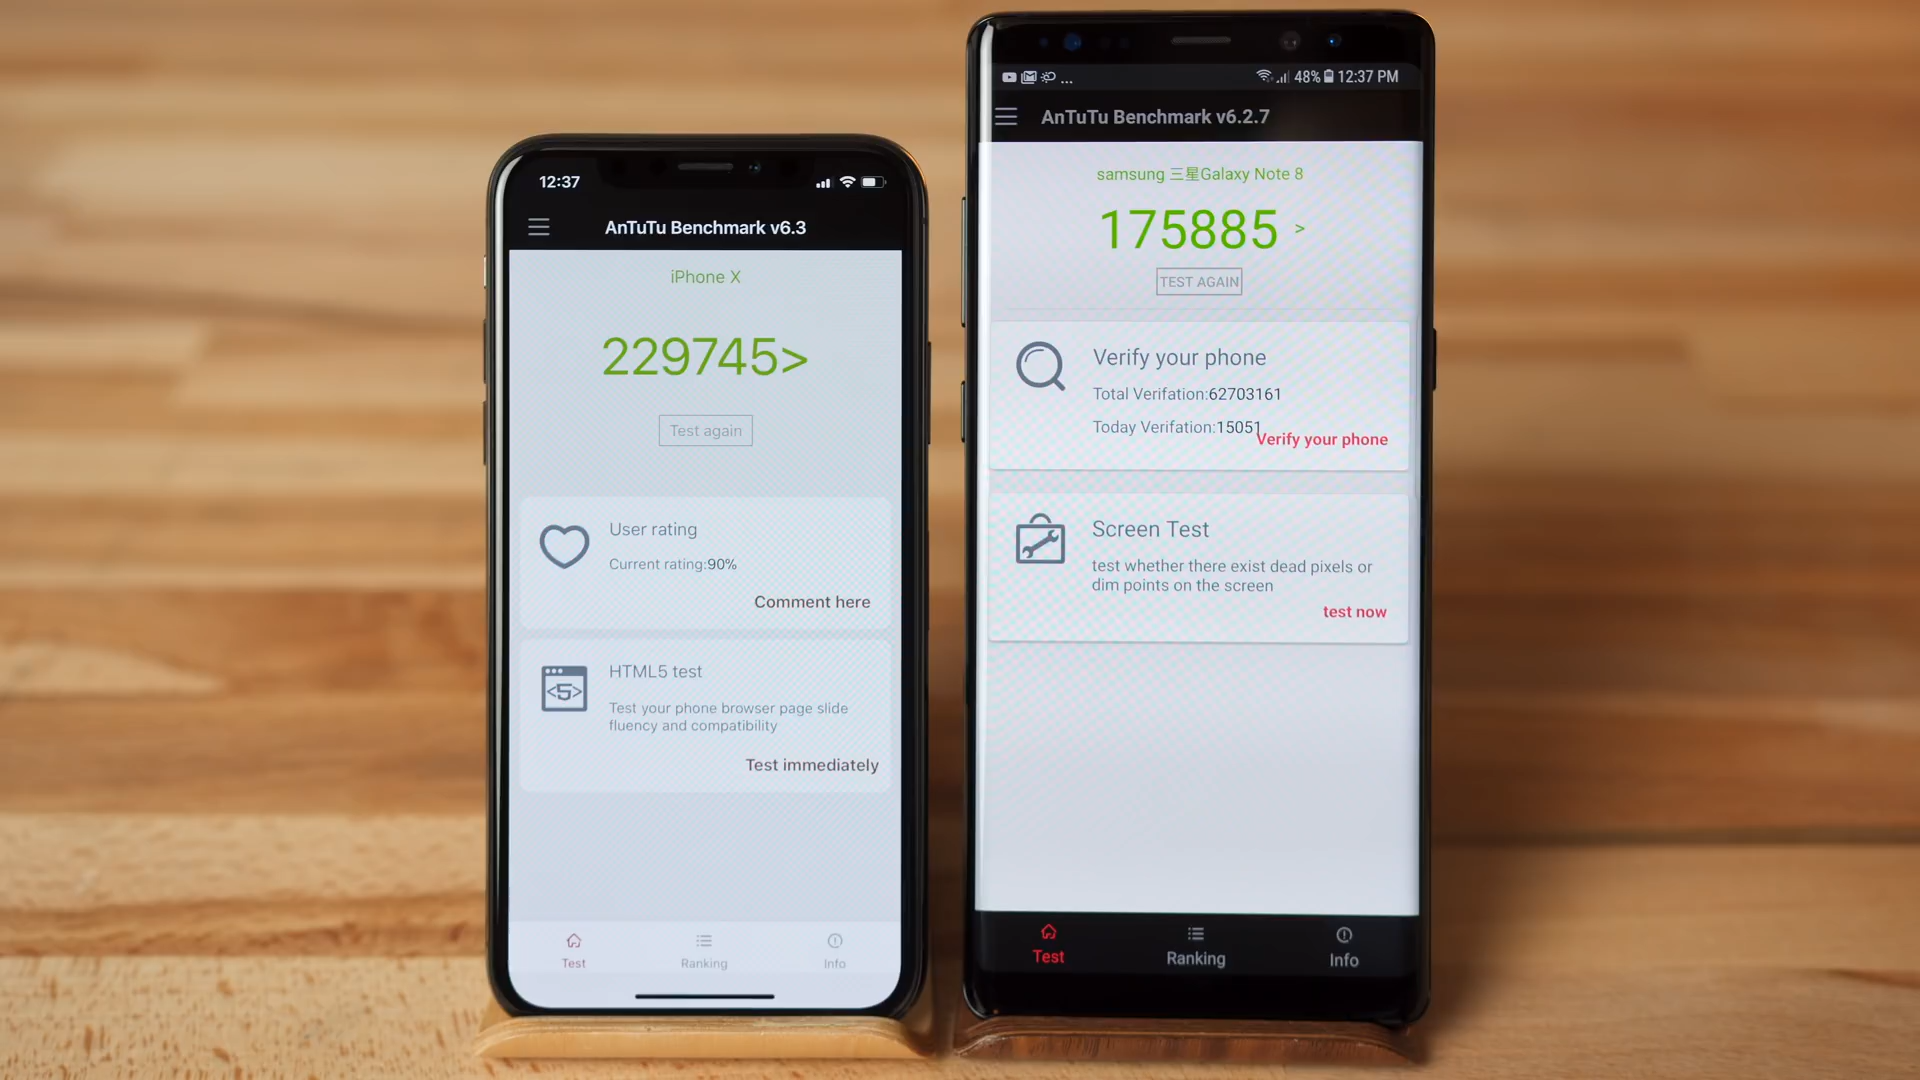 12:37
AnTuTu Benchmark v6.3
iPhone X
229745>
Test again
User rating
Current rating:90%
Comment here
HTML5 test
<5>
Test your phone browser page slide
fluency and compatibility
Test immediately
Test
Ranking
Info
... 48% 12:37 PM
AnTuTu Benchmark v6.2.7
samsung 三星Galaxy Note 8
175885 >
TEST AGAIN
Verify your phone
Total Verifation:62703161
Today Verifation:15051
Verify your phone
Screen Test
test whether there exist dead pixels or
dim points on the screen
test now
Test
Ranking
Info